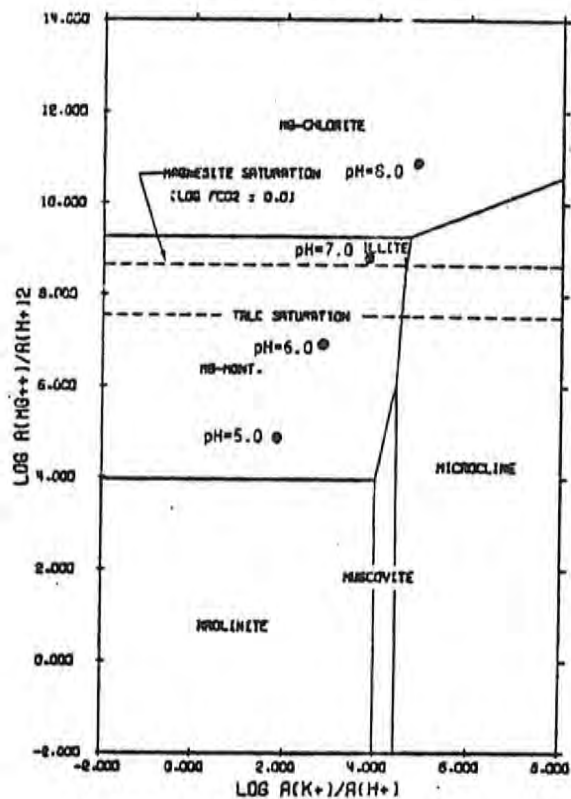 14.000
12.000
10.000
8.000
6.000
4.000
2.000
0.000
-2.000
LOG A(MG++)/A(H+)2
MG-CHLORITE
MAGNESITE SATURATION
(LOG FCO2 = 0.0)
pH=8.0
pH=7.0
ILLITE
TALC SATURATION
pH=6.0
MG-MONT.
pH=5.0
MICROCLINE
MUSCOVITE
KAOLINITE
-2.000
0.000
2.000
4.000
6.000
8.000
LOG A(K+)/A(H+)